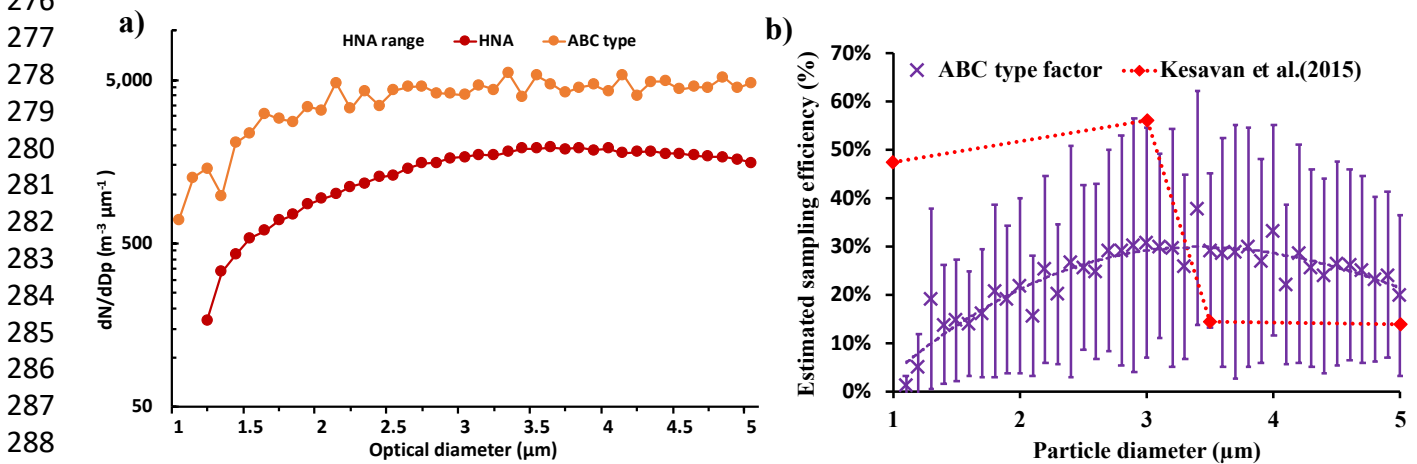 276
277
278
279
280
281
282
283
284
285
286
287
288
a)
HNA range HNA ABC type
dN/dDp (m⁻³ µm⁻¹)
5,000
500
50
1 1.5 2 2.5 3 3.5 4 4.5 5
Optical diameter (µm)
b)
ABC type factor Kesavan et al.(2015)
Estimated sampling efficiency (%)
70%
60%
50%
40%
30%
20%
10%
0%
1 2 3 4 5
Particle diameter (µm)